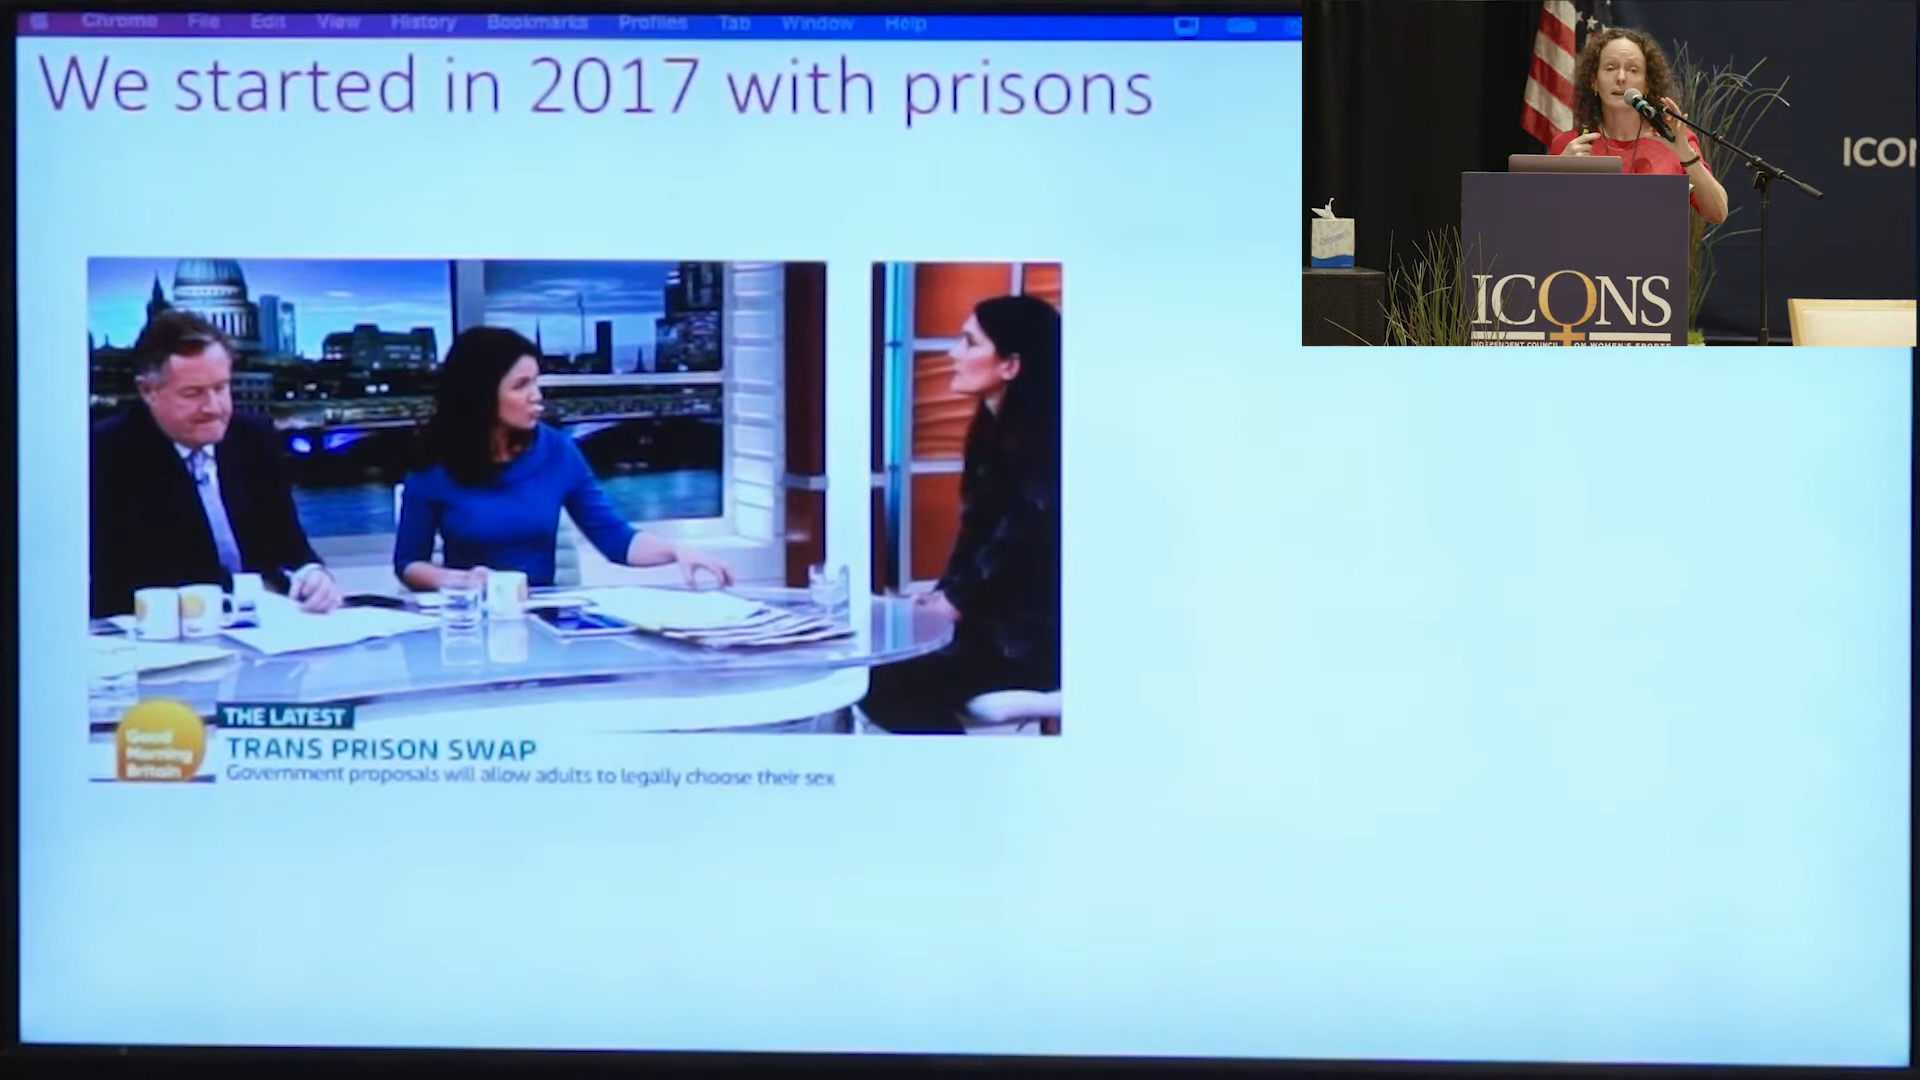 Chrome File Edit View History Bookmarks Profiles Tab Window Help
We started in 2017 with prisons
ICON
ICONS
INDEPENDENT COUNCIL ON WOMEN'S SPORTS
Good
Morning
Britain
THE LATEST
TRANS PRISON SWAP
Government proposals will allow adults to legally choose their sex